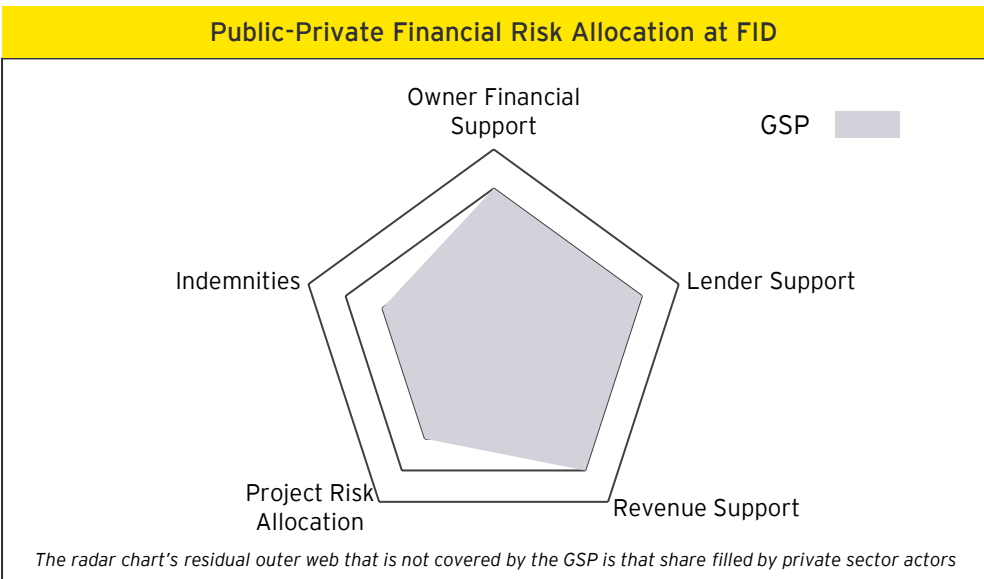 Public-Private Financial Risk Allocation at FID
Owner Financial
Support
GSP
Indemnities
Lender Support
Project Risk
Allocation
Revenue Support
The radar chart's residual outer web that is not covered by the GSP is that share filled by private sector actors